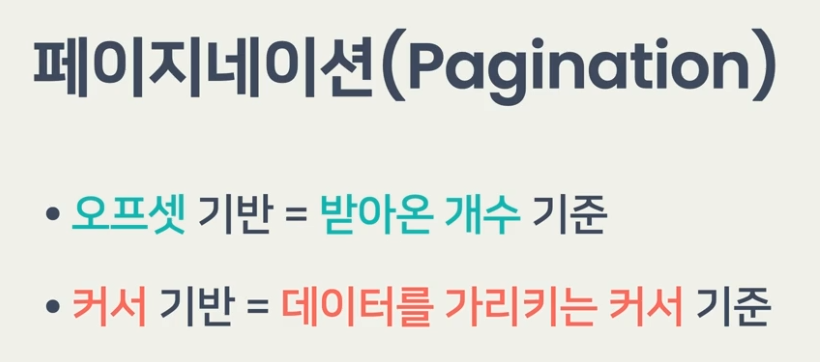 페이지네이션(Pagination)
• 오프셋 기반 = 받아온 개수 기준
• 커서 기반 = 데이터를 가리키는 커서 기준